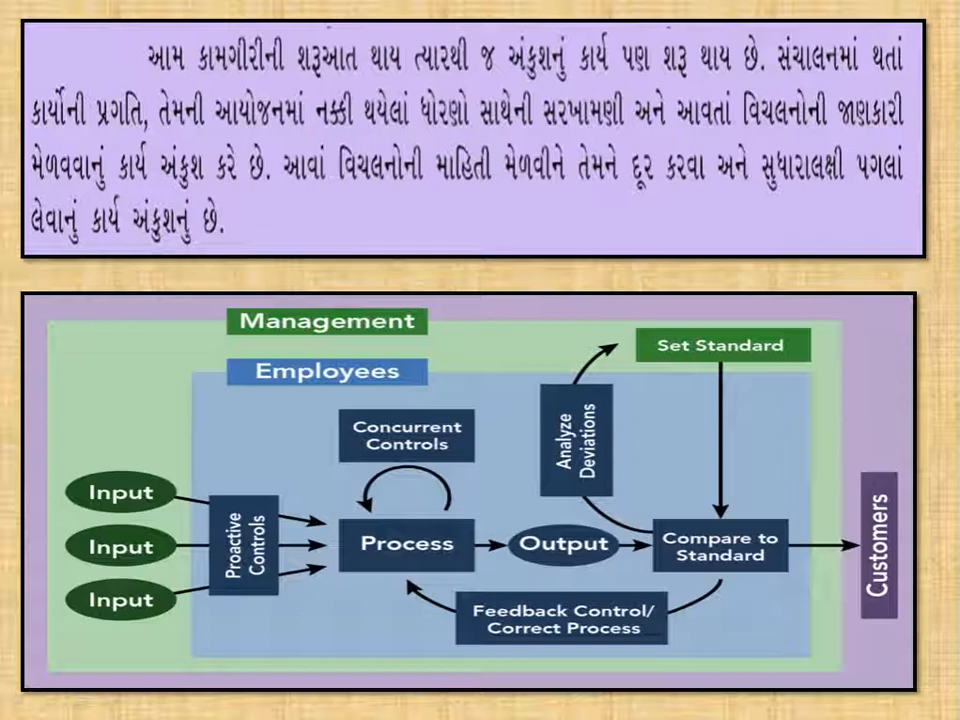 આમ કામગીરીની શરૂઆત થાય ત્યારથી જ અંકુશનું કાર્ય પણ શરૂ થાય છે. સંચાલનમાં થતાં
કાર્યોની પ્રગતિ, તેમની આયોજનમાં નક્કી થયેલાં ધોરણો સાથેની સરખામણી અને આવતાં વિચલનોની જાણકારી
મેળવવાનું કાર્ય અંકુશ કરે છે. આવાં વિચલનોની માહિતી મેળવીને તેમને દૂર કરવા અને સુધારાલક્ષી પગલાં
લેવાનું કાર્ય અંકુશનું છે.
Management
Set Standard
Employees
Concurrent
Controls
Analyze
Deviations
Input
Input
Input
Proactive
Controls
Process
Output
Compare to
Standard
Customers
Feedback Control/
Correct Process